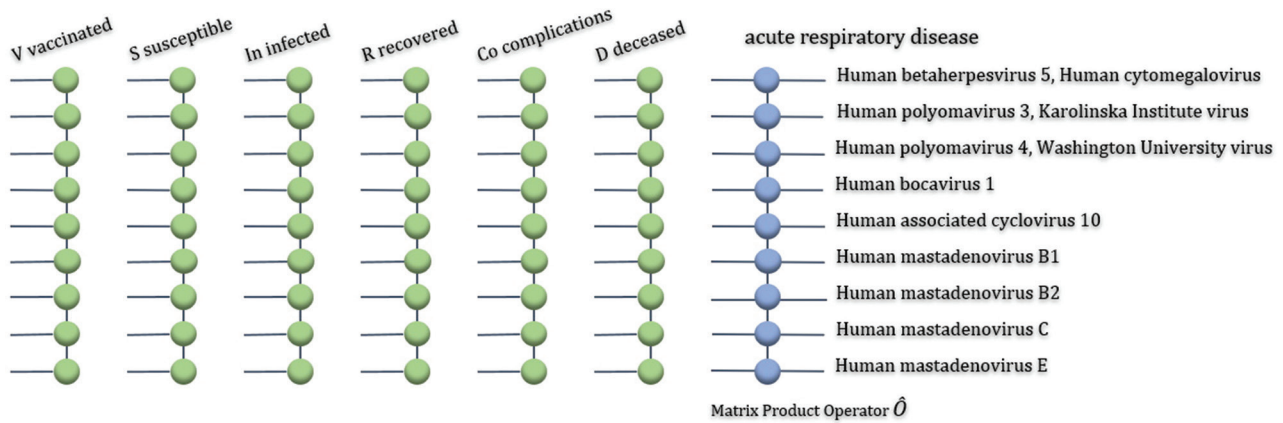 V vaccinated
S susceptible
In infected
R recovered
Co complications
D deceased
acute respiratory disease
Human betaherpesvirus 5, Human cytomegalovirus
Human polyomavirus 3, Karolinska Institute virus
Human polyomavirus 4, Washington University virus
Human bocavirus 1
Human associated cyclovirus 10
Human mastadenovirus B1
Human mastadenovirus B2
Human mastadenovirus C
Human mastadenovirus E
Matrix Product Operator Ô